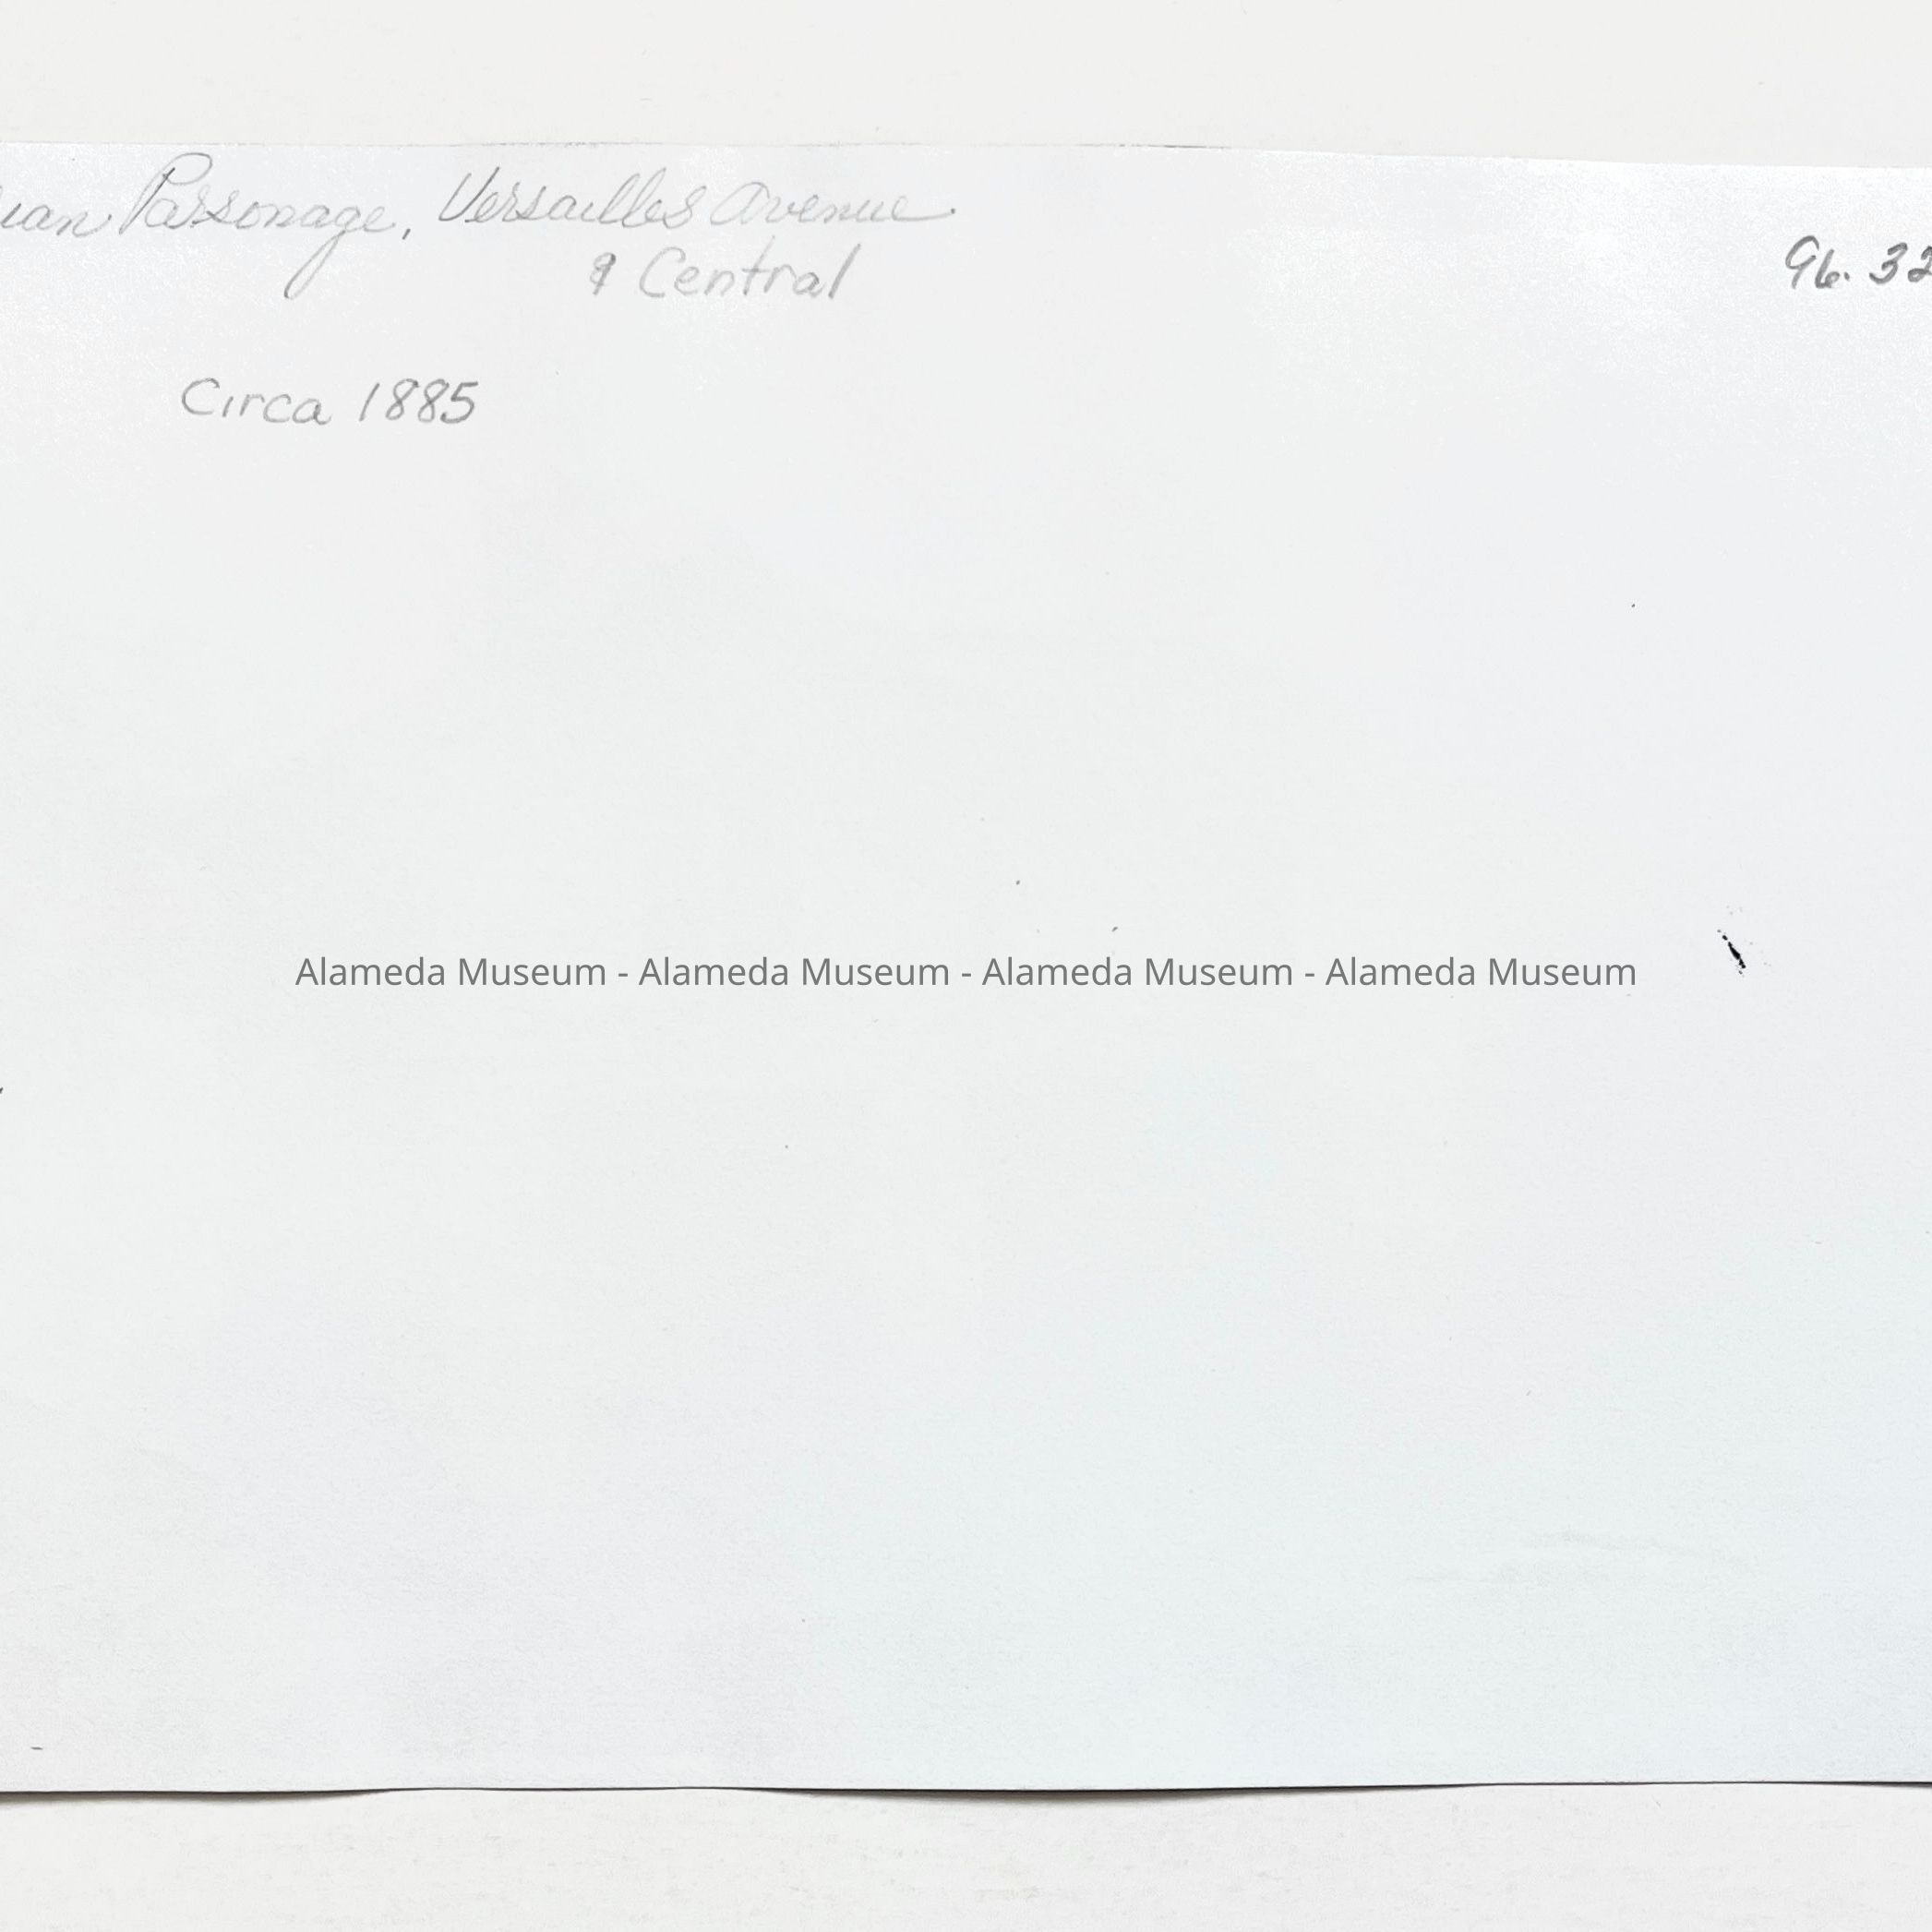 ian Parsonage, Versailles Avenue.
& Central
96.32
Circa 1885
Alameda Museum - Alameda Museum - Alameda Museum - Alameda Museum